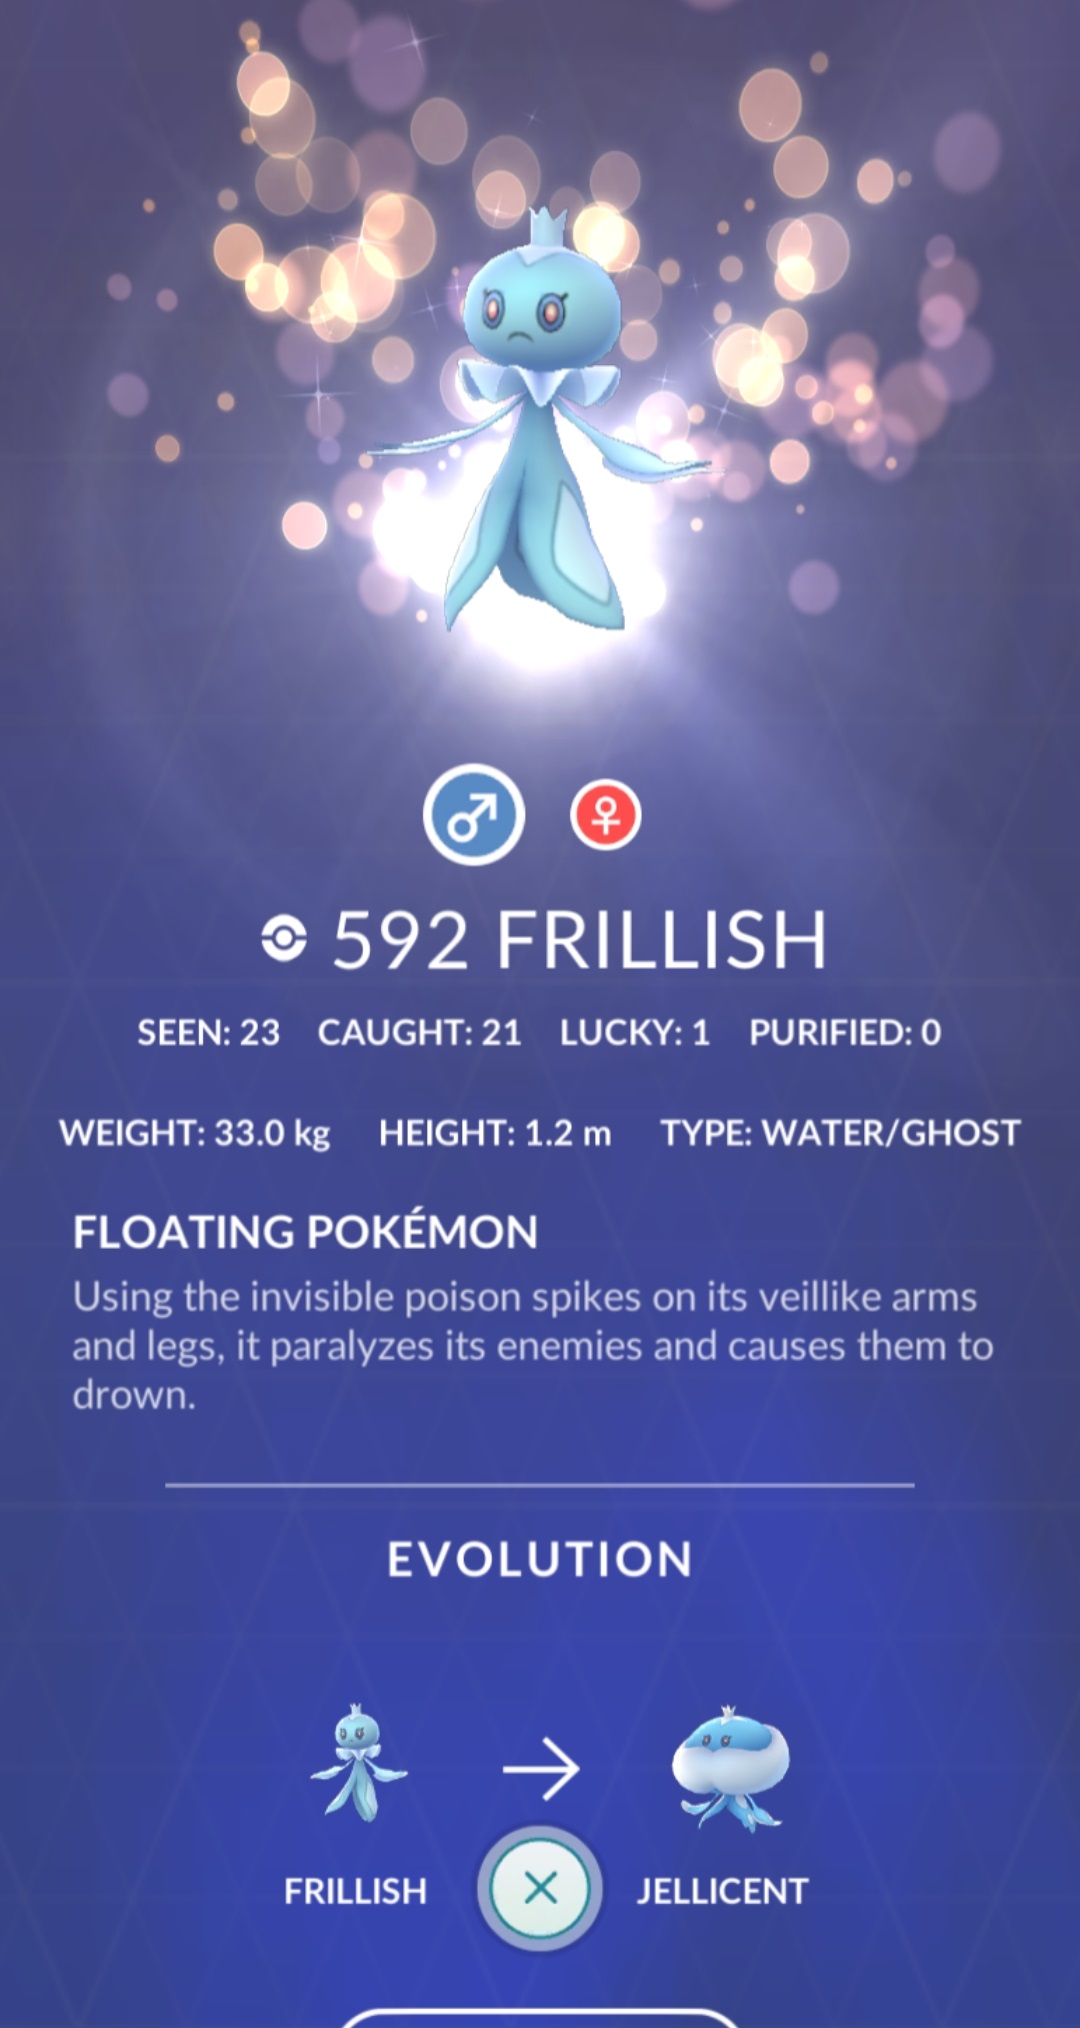 592 FRILLISH
SEEN: 23 CAUGHT: 21 LUCKY: 1 PURIFIED: 0
WEIGHT: 33.0 kg HEIGHT: 1.2 m TYPE: WATER/GHOST
FLOATING POKÉMON
Using the invisible poison spikes on its veillike arms
and legs, it paralyzes its enemies and causes them to
drown.
EVOLUTION
FRILLISH JELLICENT